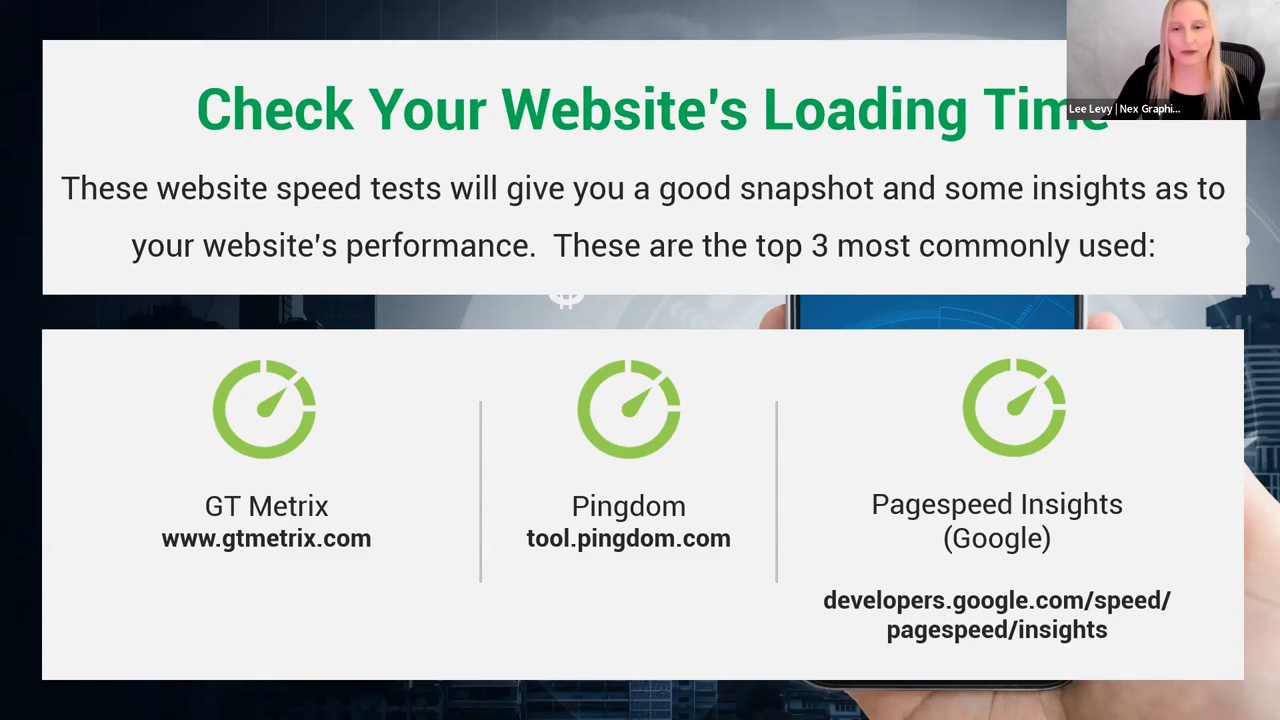 Check Your Website's Loading Time
Lee Levy | Nex Graphi...
These website speed tests will give you a good snapshot and some insights as to
your website's performance.  These are the top 3 most commonly used:
GT Metrix
www.gtmetrix.com
Pingdom
tool.pingdom.com
Pagespeed Insights
(Google)
developers.google.com/speed/
pagespeed/insights